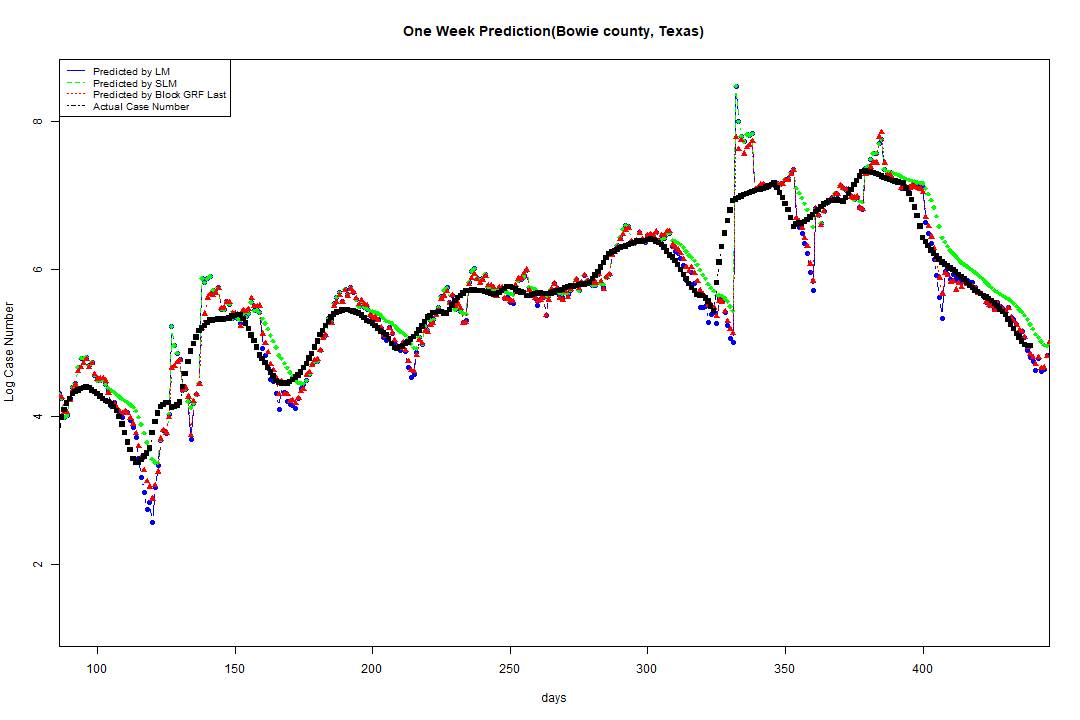 One Week Prediction(Bowie county, Texas)
Predicted by LM
Predicted by SLM
Predicted by Block GRF Last
Actual Case Number
8
6
4
2
Log Case Number
100 150 200 250 300 350 400
days